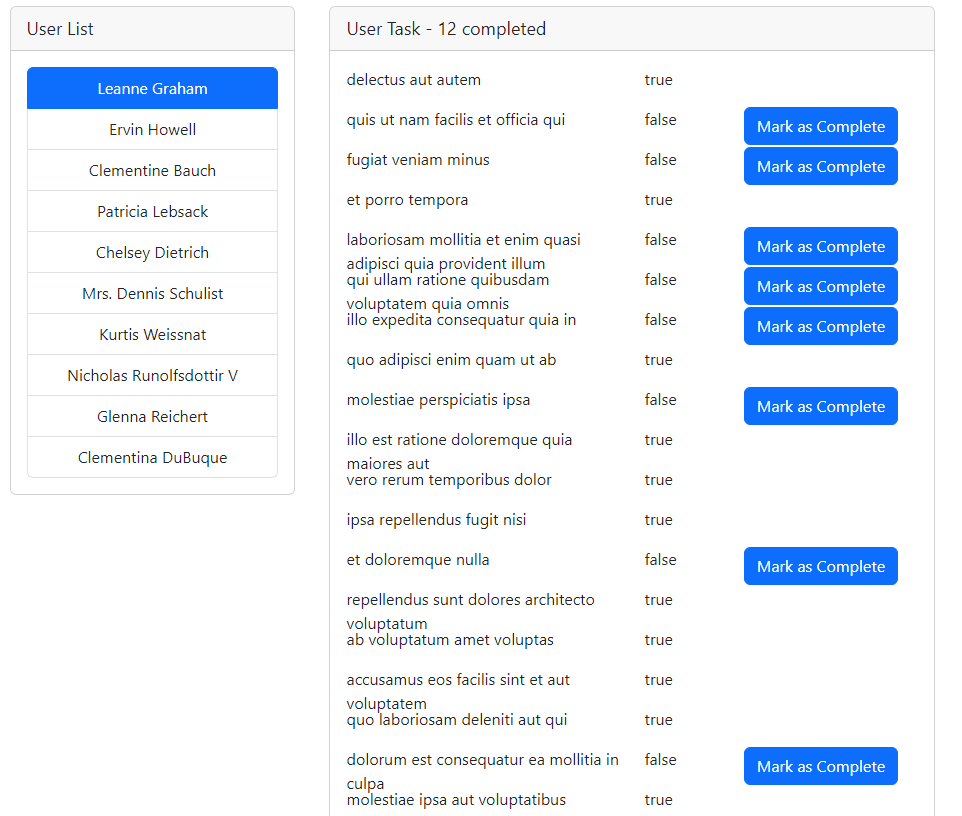 User List
Leanne Graham
Ervin Howell
Clementine Bauch
Patricia Lebsack
Chelsey Dietrich
Mrs. Dennis Schulist
Kurtis Weissnat
Nicholas Runolfsdottir V
Glenna Reichert
Clementina DuBuque
User Task - 12 completed
delectus aut autem true
quis ut nam facilis et officia qui false Mark as Complete
fugiat veniam minus false Mark as Complete
et porro tempora true
laboriosam mollitia et enim quasi false Mark as Complete
adipisci quia provident illum
qui ullam ratione quibusdam false Mark as Complete
voluptatem quia omnis
illo expedita consequatur quia in false Mark as Complete
quo adipisci enim quam ut ab true
molestiae perspiciatis ipsa false Mark as Complete
illo est ratione doloremque quia true
maiores aut
vero rerum temporibus dolor true
ipsa repellendus fugit nisi true
et doloremque nulla false Mark as Complete
repellendus sunt dolores architecto true
voluptatum
ab voluptatum amet voluptas true
accusamus eos facilis sint et aut true
voluptatem
quo laboriosam deleniti aut qui true
dolorum est consequatur ea mollitia in false Mark as Complete
culpa
molestiae ipsa aut voluptatibus true